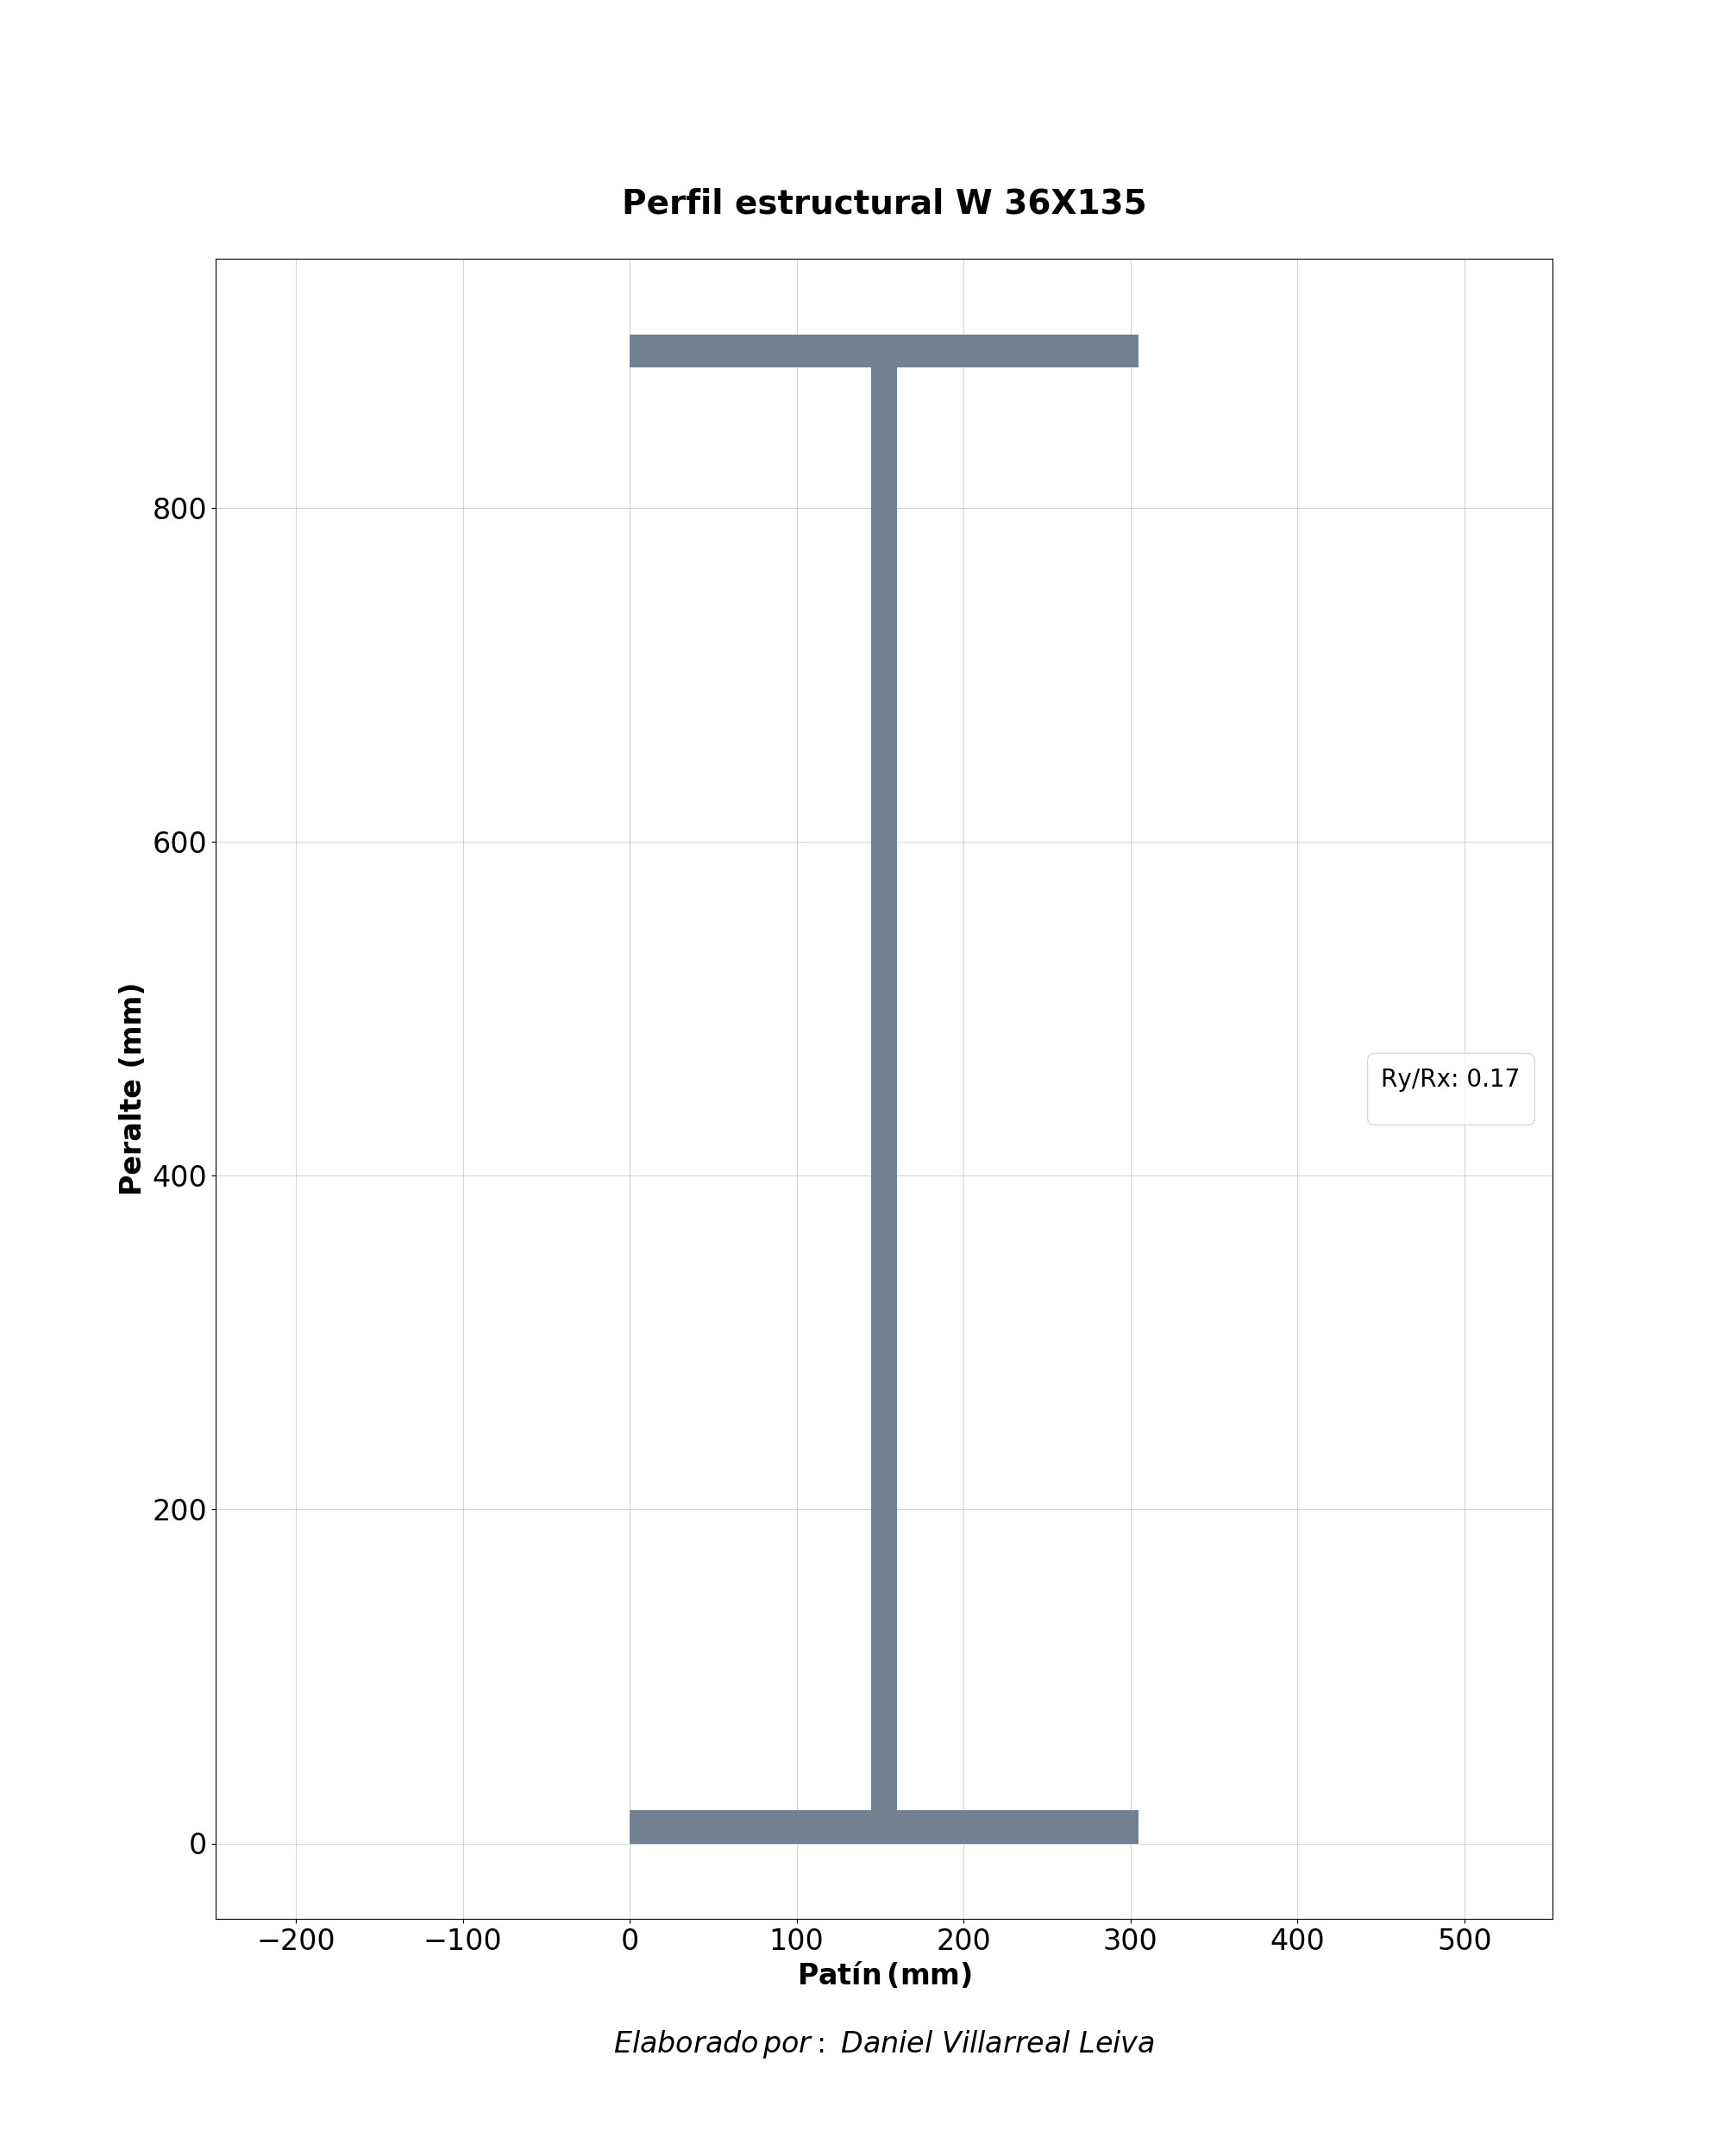 Perfil estructural W 36X135
Peralte (mm)
800
600
400
200
0
Ry/Rx: 0.17
−200 −100 0 100 200 300 400 500
Patín (mm)
Elaborado por: Daniel Villarreal Leiva